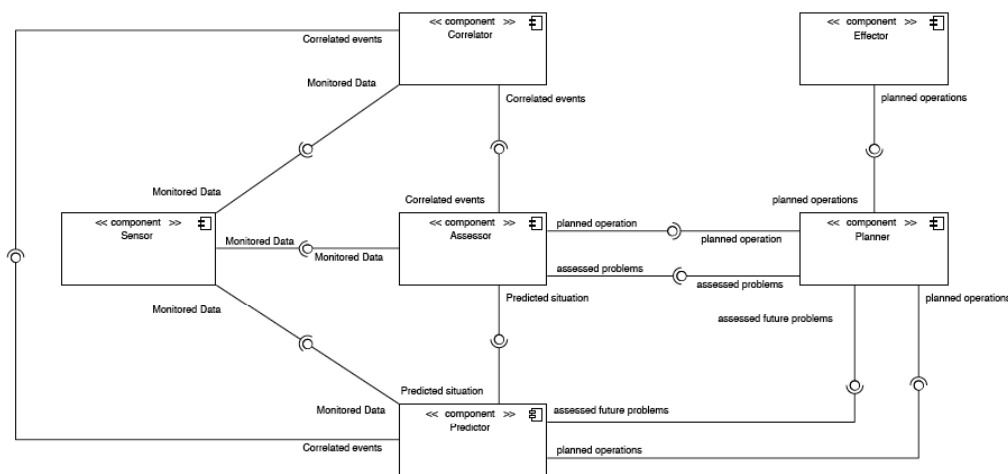 << component >>
Correlator
<< component >>
Effector
Correlated events
Monitored Data
Correlated events
planned operations
Monitored Data
Correlated events
planned operations
<< component >>
Sensor
<< component >>
Assessor
<< component >>
Planner
planned operation
planned operation
Monitored Data
Monitored Data
assessed problems
assessed problems
Predicted situation
planned operations
Monitored Data
assessed future problems
Predicted situation
Monitored Data
<< component >>
Predictor
assessed future problems
Correlated events
planned operations